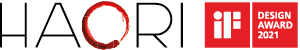 HAORI
iF
DESIGN
AWARD
2021